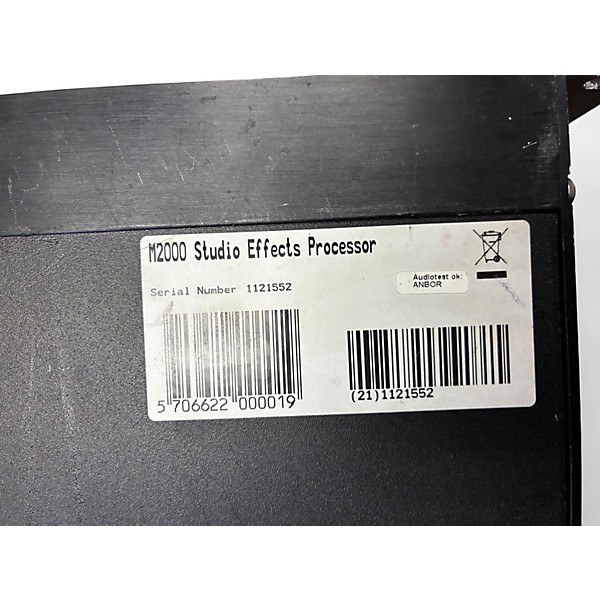 M2000 Studio Effects Processor
Serial Number 1121552
Audiotest ok:
ANBOR
5 706622 000019
(21)1121552